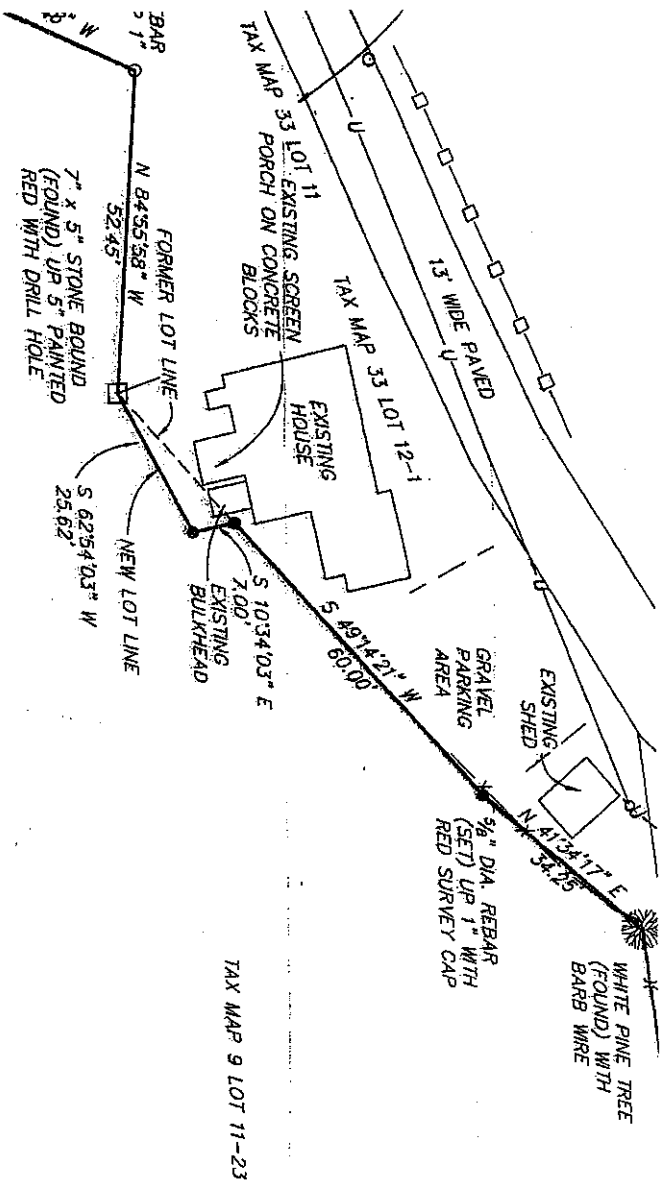 BAR
1"
W
TAX MAP 33 LOT 11
EXISTING SCREEN
PORCH ON CONCRETE
BLOCKS
13' WIDE PAVED
U
U
U
U
TAX MAP 33 LOT 12-1
N 84°55'58" W
52.45'
FORMER LOT LINE
7" x 5" STONE BOUND
(FOUND) UP 5" PAINTED
RED WITH DRILL HOLE
EXISTING
HOUSE
S 62°54'03" W
25.62'
NEW LOT LINE
EXISTING
BULKHEAD
S 10°34'03" E
7.00'
S 49°14'21" W
60.00'
GRAVEL
PARKING
AREA
EXISTING
SHED
N 41°34'17" E
34.25'
5/8" DIA. REBAR
(SET) UP 1" WITH
RED SURVEY CAP
WHITE PINE TREE
(FOUND) WITH
BARB WIRE
TAX MAP 9 LOT 11-23